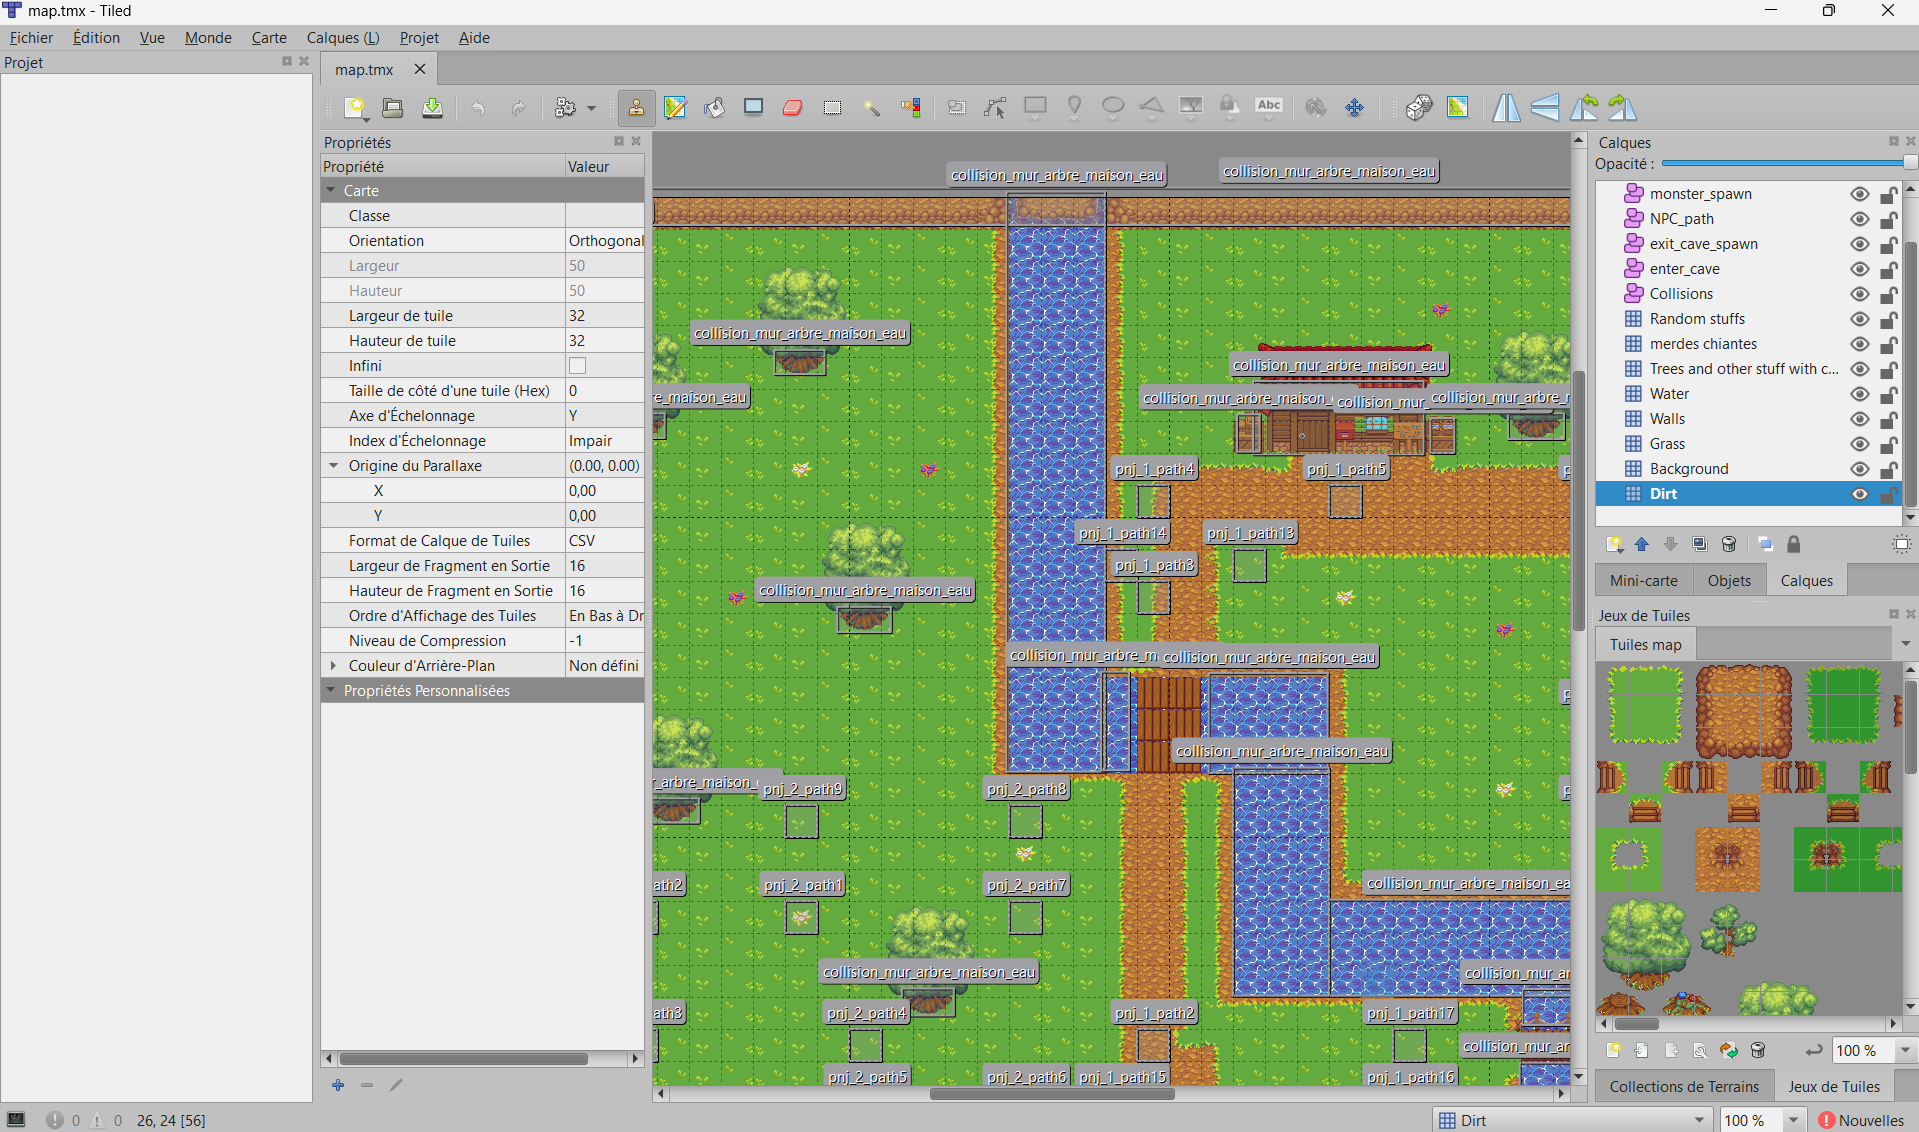 map.tmx - Tiled
Fichier Édition Vue Monde Carte Calques (L) Projet Aide
Projet
map.tmx
Abc
Propriétés
Propriété Valeur
Carte
Classe
Orientation Orthogonal
Largeur 50
Hauteur 50
Largeur de tuile 32
Hauteur de tuile 32
Infini
Taille de côté d'une tuile (Hex) 0
Axe d'Échelonnage Y
Index d'Échelonnage Impair
Origine du Parallaxe (0.00, 0.00)
X 0,00
Y 0,00
Format de Calque de Tuiles CSV
Largeur de Fragment en Sortie 16
Hauteur de Fragment en Sortie 16
Ordre d'Affichage des Tuiles En Bas à Dr
Niveau de Compression -1
Couleur d'Arrière-Plan Non défini
Propriétés Personnalisées
collision_mur_arbre_maison_eau
collision_mur_arbre_maison_eau
collision_mur_arbre_maison_eau
collision_mur_arbre_maison_eau
re_maison_eau
collision_mur_arbre_maison_
collision_mur_
collision_mur_arbre_maison_
pnj_1_path4
pnj_1_path5
p
pnj_1_path14
pnj_1_path13
pnj_1_path3
collision_mur_arbre_maison_eau
collision_mur_arbre_m
collision_mur_arbre_maison_eau
p
collision_mur_arbre_maison_eau
r_arbre_maison_
pnj_2_path9
pnj_2_path8
p
ath2
pnj_2_path1
pnj_2_path7
collision_mur_arbre_maison_ea
collision_mur_arbre_maison_eau
collision_mur_ar
ath3
pnj_2_path4
pnj_1_path2
pnj_1_path17
collision_mur_ar
pnj_2_path5
pnj_2_path6
pnj_1_path15
pnj_1_path16
Calques
Opacité :
monster_spawn
NPC_path
exit_cave_spawn
enter_cave
Collisions
Random stuffs
merdes chiantes
Trees and other stuff with c...
Water
Walls
Grass
Background
Dirt
Mini-carte Objets Calques
Jeux de Tuiles
Tuiles map
100 %
Collections de Terrains Jeux de Tuiles
0 0 26, 24 [56]
Dirt 100 % Nouvelles